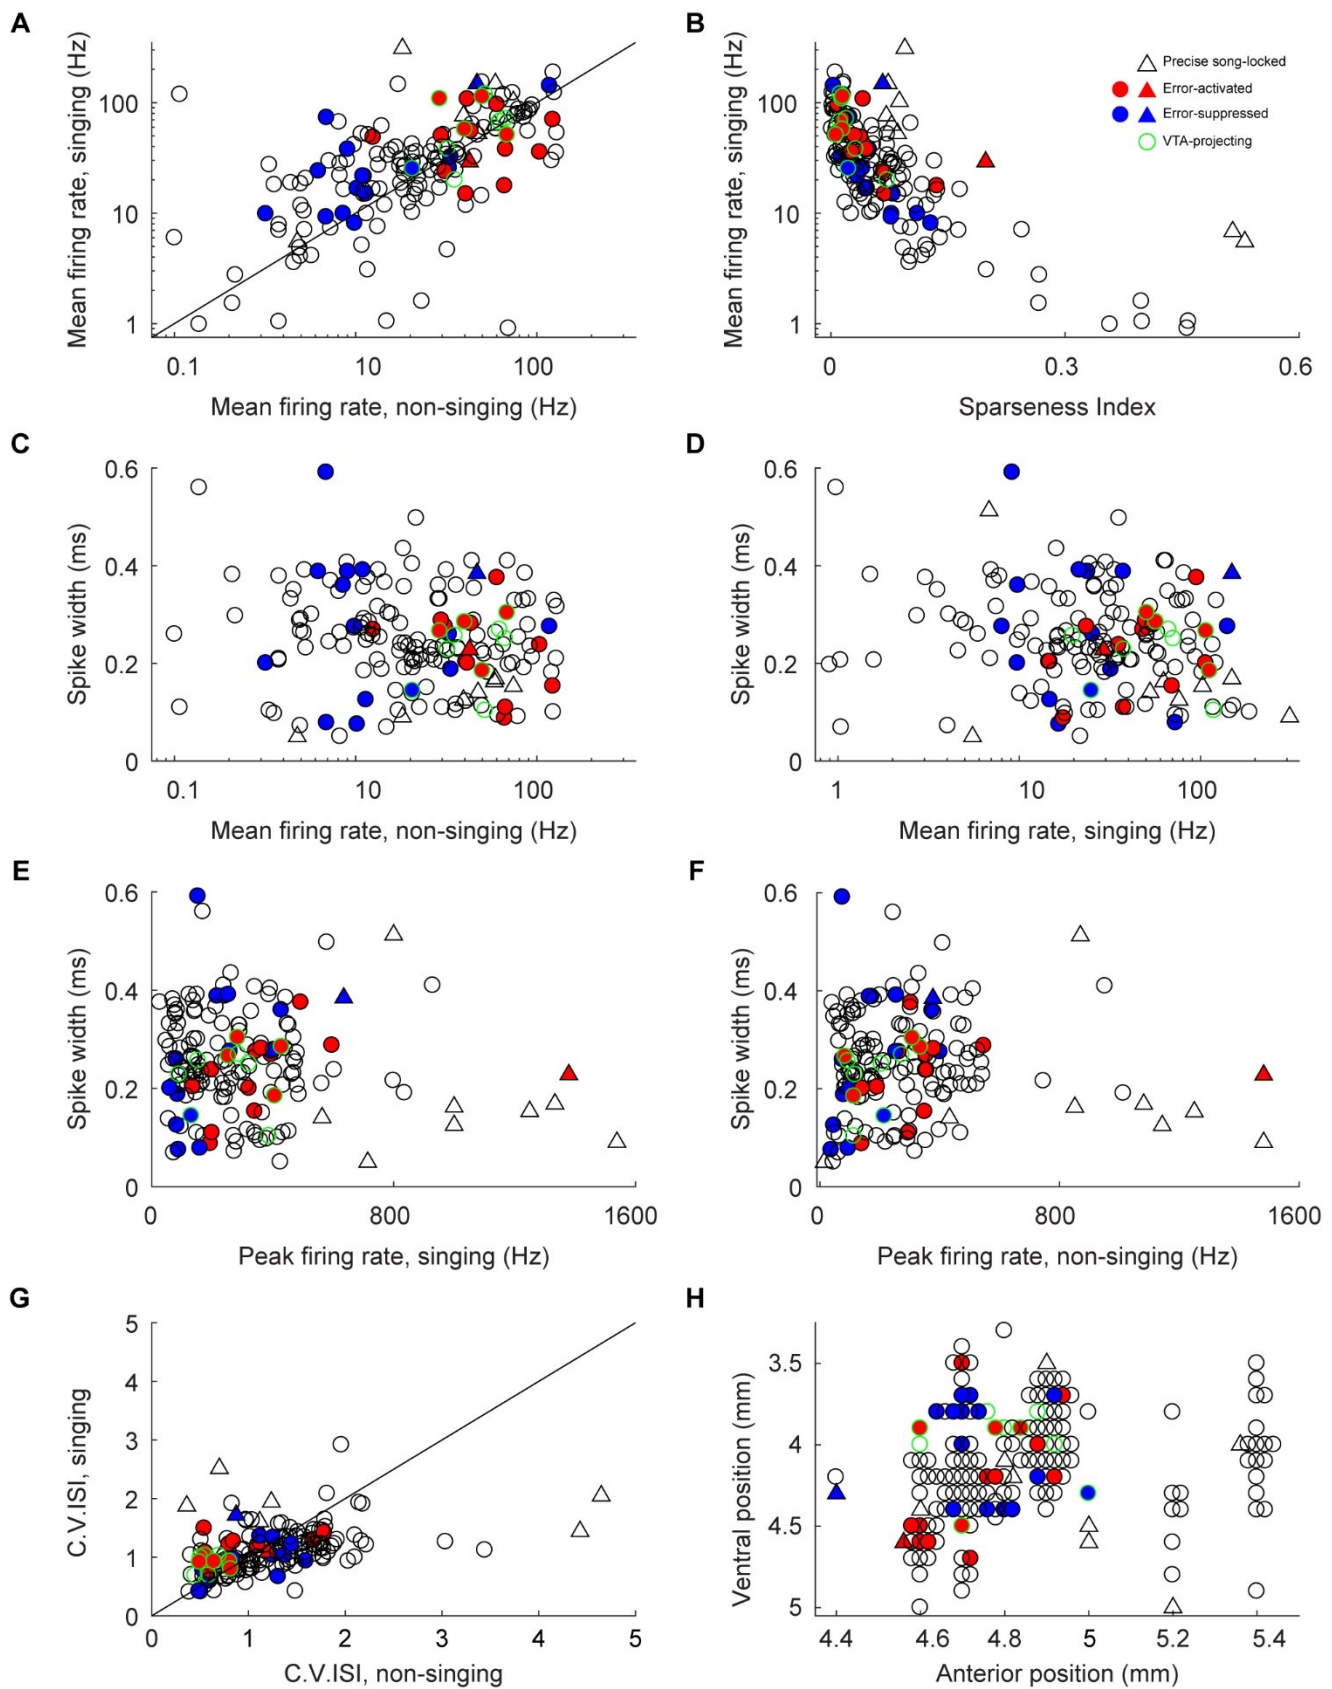 A
Mean firing rate, singing (Hz)
100
10
1
0.1
10
100
Mean firing rate, non-singing (Hz)
B
Mean firing rate, singing (Hz)
100
10
1
0
0.3
0.6
Sparseness Index
Precise song-locked
Error-activated
Error-suppressed
VTA-projecting
C
Spike width (ms)
0.6
0.4
0.2
0
0.1
10
100
Mean firing rate, non-singing (Hz)
D
Spike width (ms)
0.6
0.4
0.2
0
1
10
100
Mean firing rate, singing (Hz)
E
Spike width (ms)
0.6
0.4
0.2
0
0
800
1600
Peak firing rate, singing (Hz)
F
Spike width (ms)
0.6
0.4
0.2
0
0
800
1600
Peak firing rate, non-singing (Hz)
G
C.V.ISI, singing
5
4
3
2
1
0
0
1
2
3
4
5
C.V.ISI, non-singing
H
Ventral position (mm)
3.5
4
4.5
5
4.4
4.6
4.8
5
5.2
5.4
Anterior position (mm)